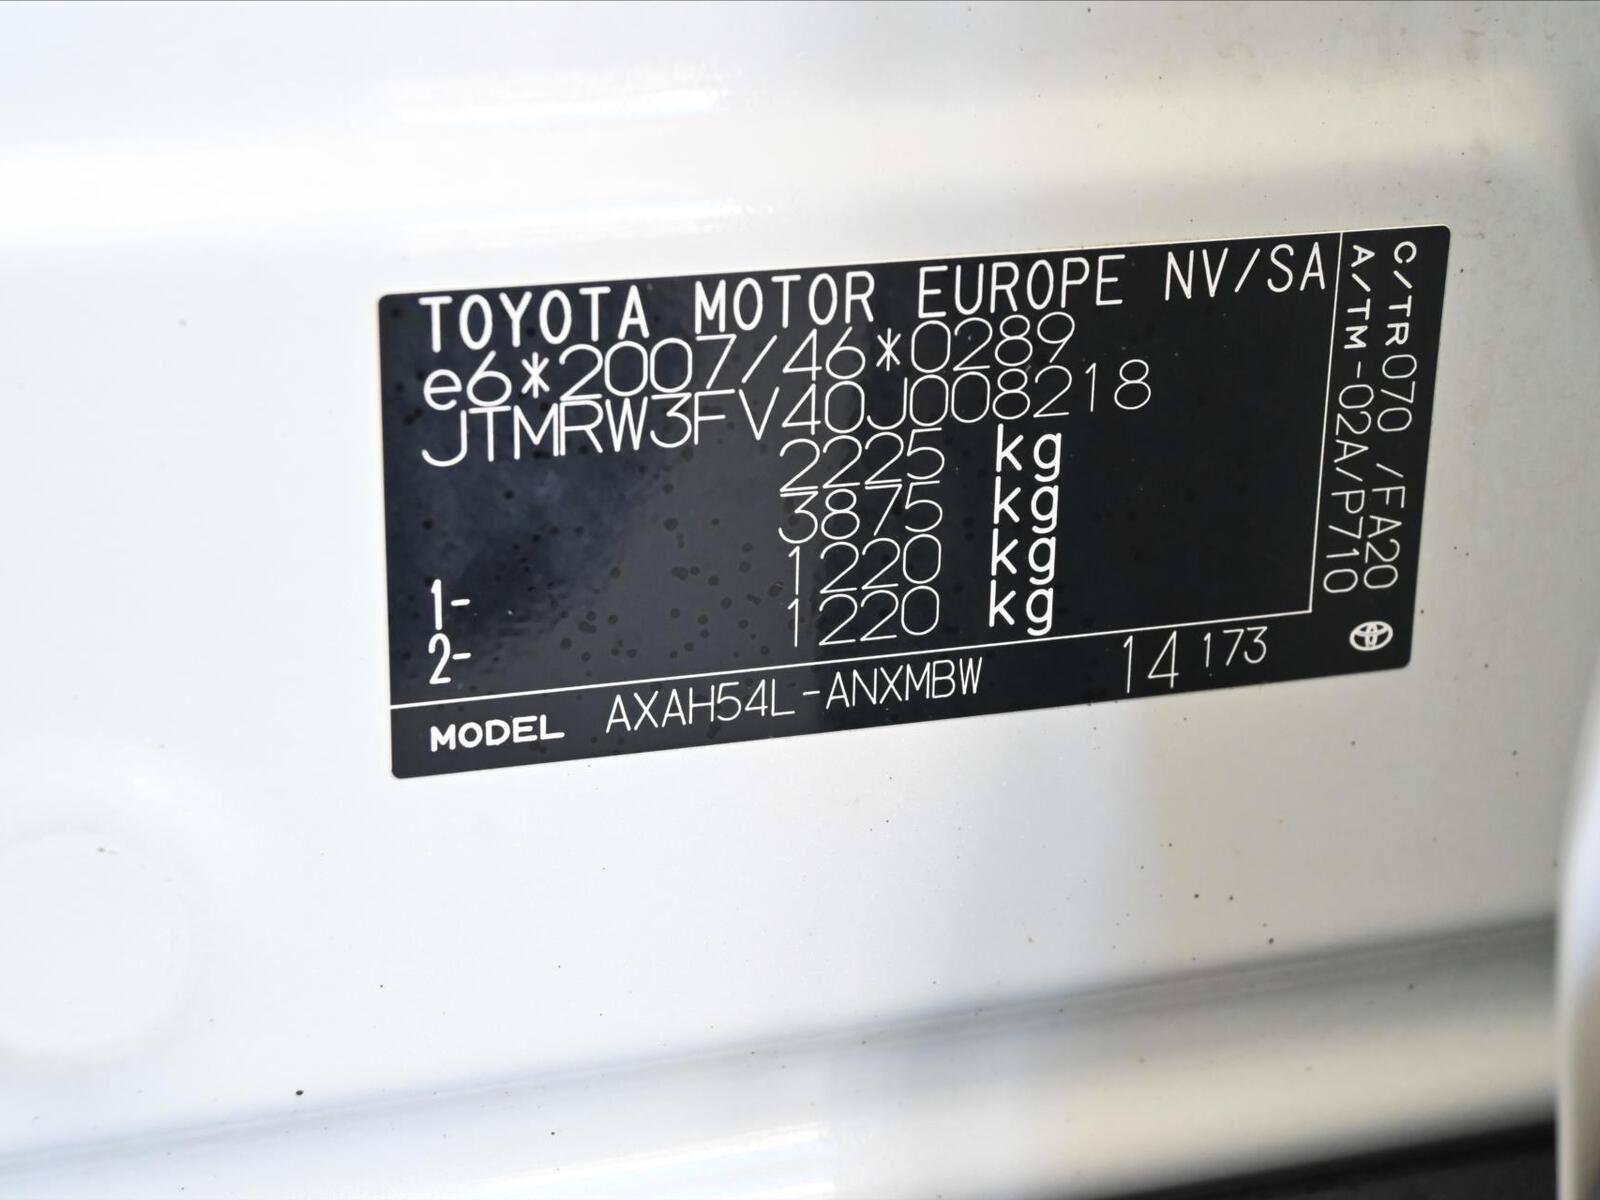 TOYOTA MOTOR EUROPE NV/SA
e6*2007/46*0289
JTMRW3FV40J008218
2225 kg
3875 kg
1- 1220 kg
2- 1220 kg
MODEL AXAH54L-ANXMBW 14 173
C/TR070 /FA20
A/TM-02A/P710